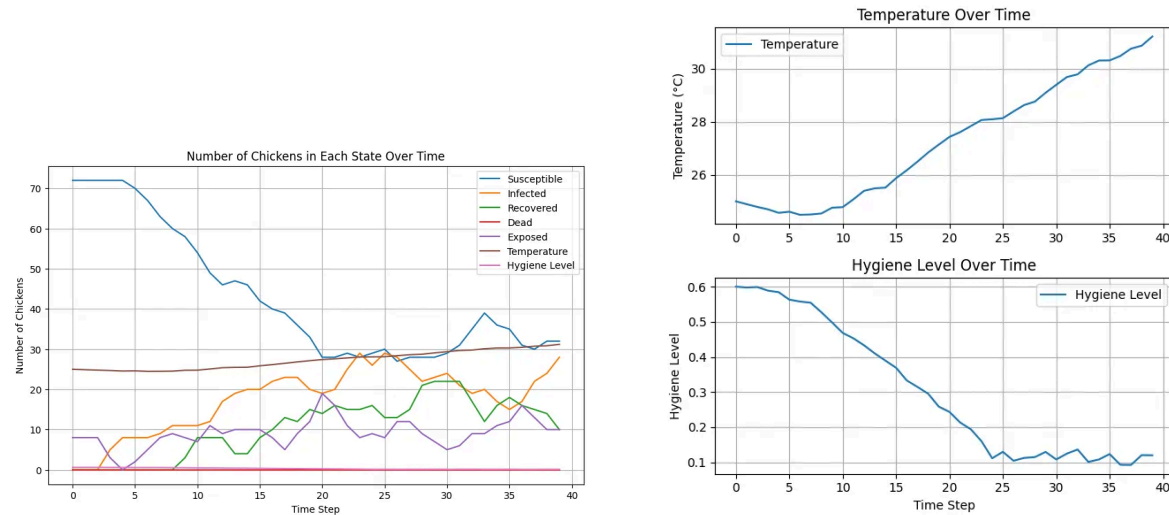 Number of Chickens in Each State Over Time
Number of Chickens
70
60
50
40
30
20
10
0
Susceptible
Infected
Recovered
Dead
Exposed
Temperature
Hygiene Level
0 5 10 15 20 25 30 35 40
Time Step
Temperature Over Time
Temperature (°C)
30
28
26
Temperature
0 5 10 15 20 25 30 35 40
Hygiene Level Over Time
Hygiene Level
0.6
0.5
0.4
0.3
0.2
0.1
Hygiene Level
0 5 10 15 20 25 30 35 40
Time Step